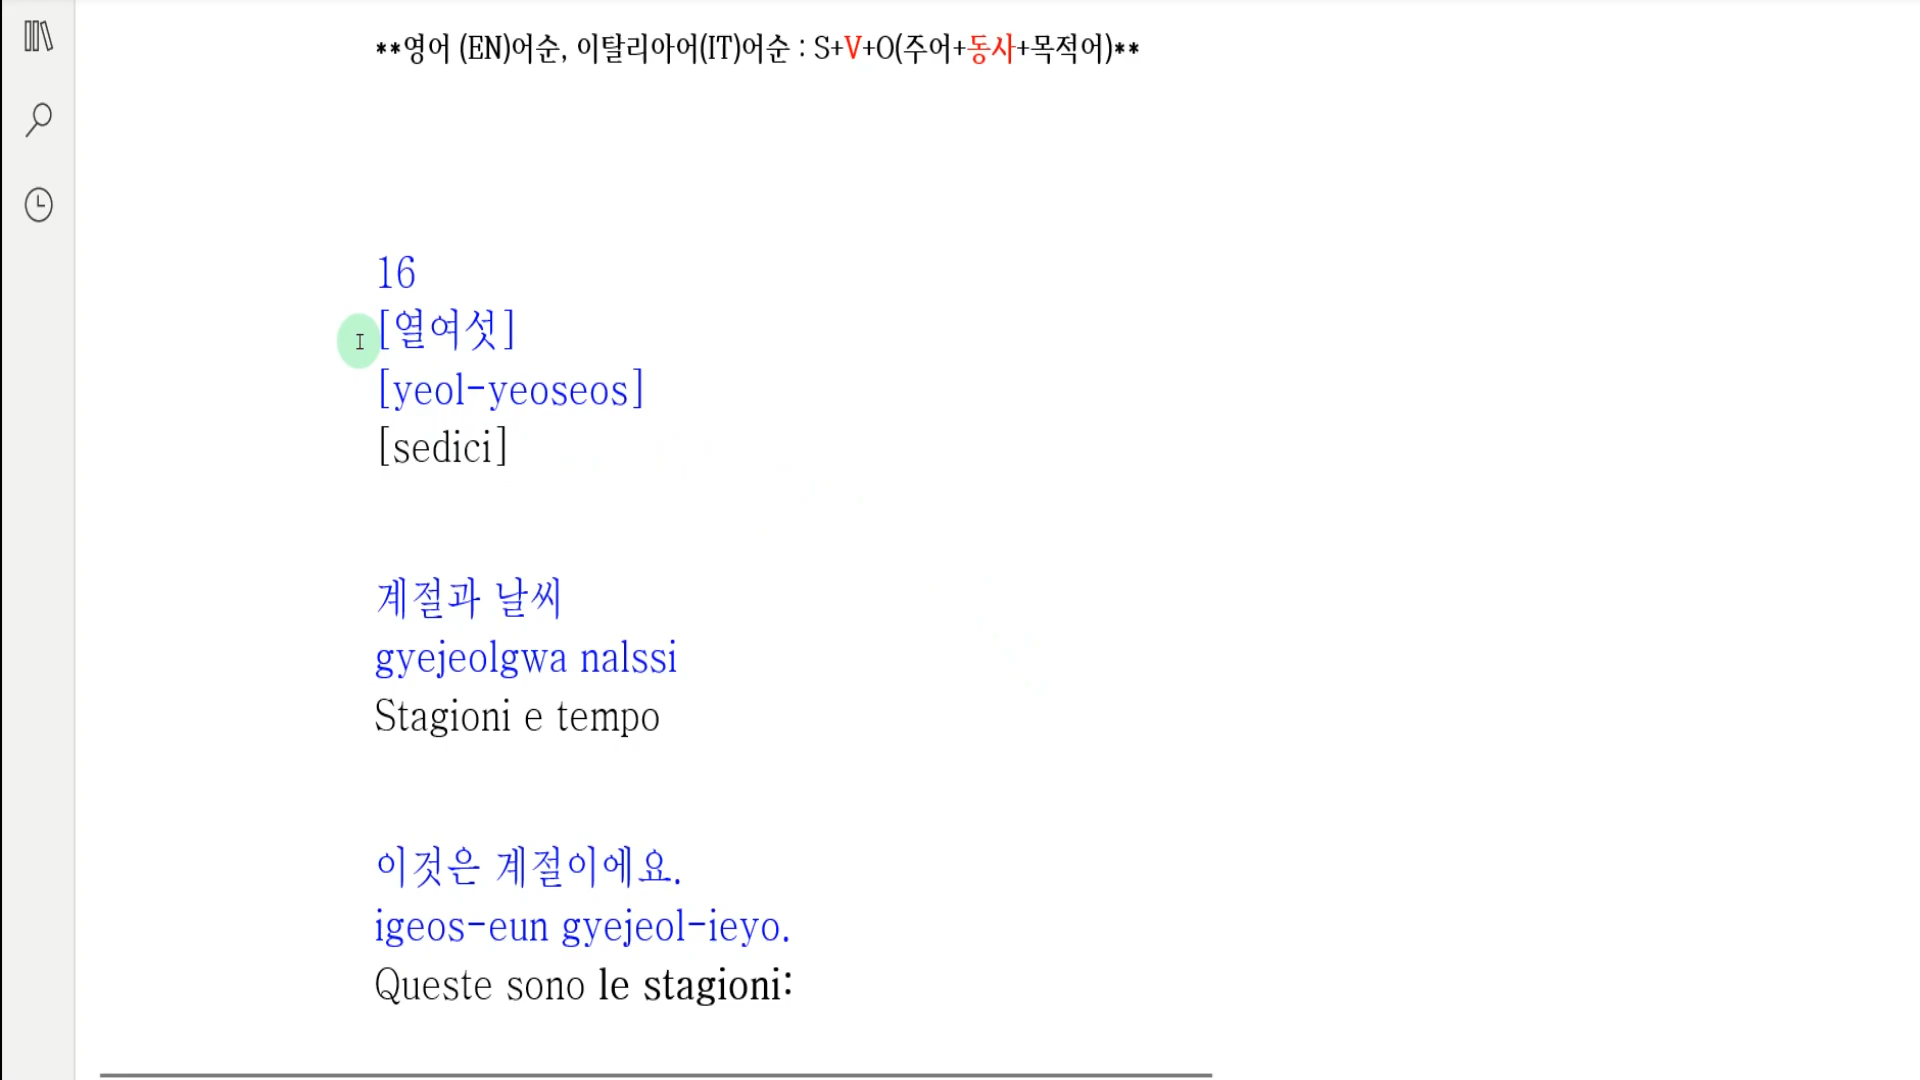 **영어 (EN)어순, 이탈리아어(IT)어순 : S+V+O(주어+동사+목적어)**
16
[열여섯]
[yeol-yeoseos]
[sedici]
계절과 날씨
gyejeolgwa nalssi
Stagioni e tempo
이것은 계절이에요.
igeos-eun gyejeol-ieyo.
Queste sono le stagioni: